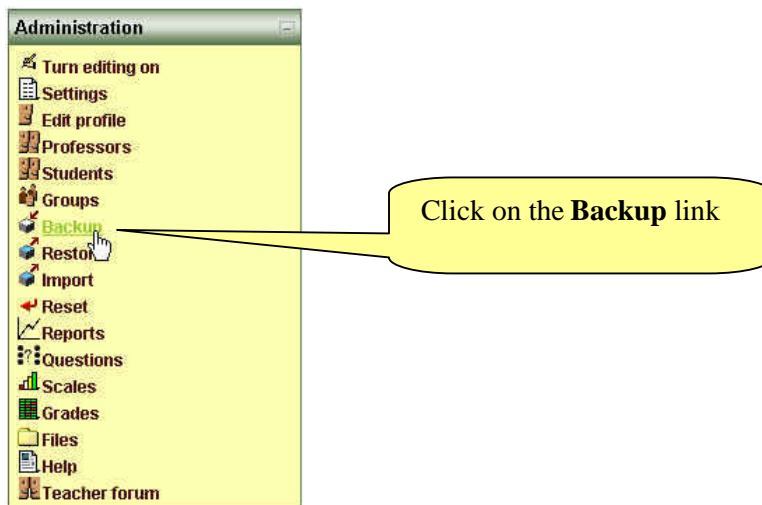 Administration
Turn editing on
Settings
Edit profile
Professors
Students
Groups
Backup
Click on the Backup link
Resto
Import
Reset
Reports
Questions
Scales
Grades
Files
Help
Teacher forum